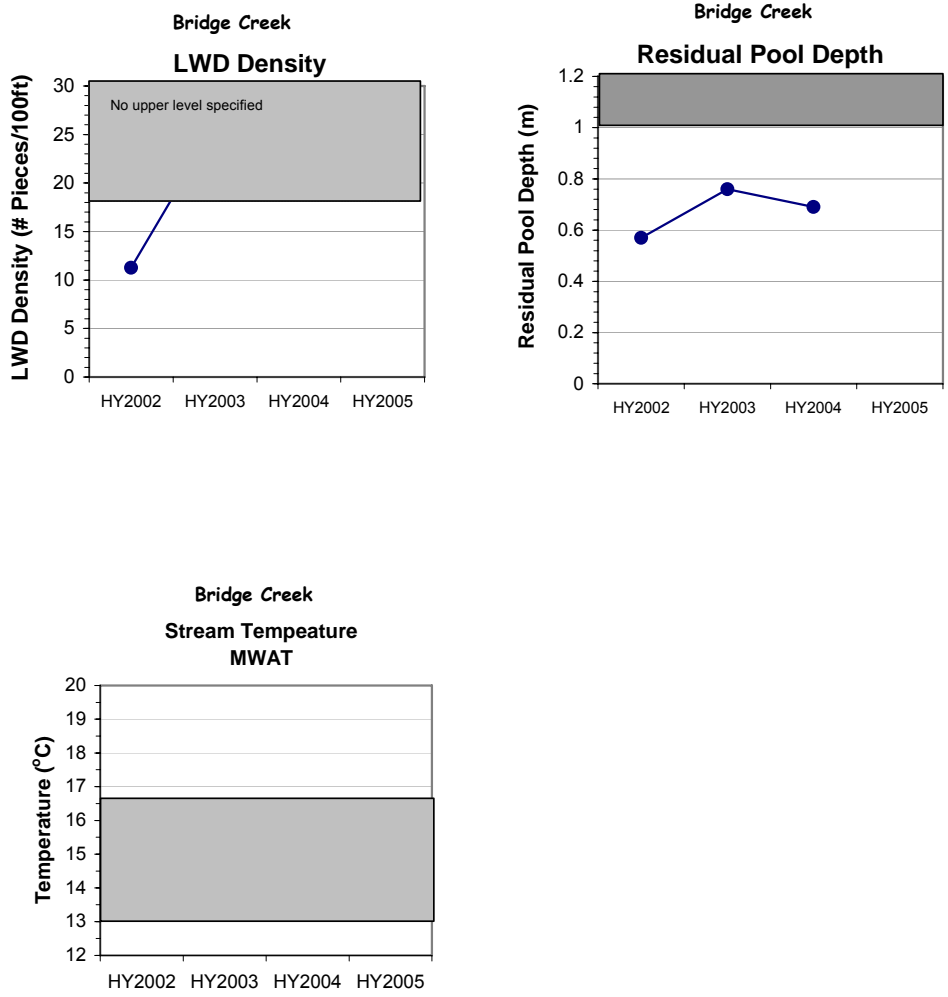 Bridge Creek
LWD Density
LWD Density (# Pieces/100ft)
30
25
20
15
10
5
0
No upper level specified
HY2002 HY2003 HY2004 HY2005
Bridge Creek
Residual Pool Depth
Residual Pool Depth (m)
1.2
1
0.8
0.6
0.4
0.2
0
HY2002 HY2003 HY2004 HY2005
Bridge Creek
Stream Tempeature
MWAT
Temperature (°C)
20
19
18
17
16
15
14
13
12
HY2002 HY2003 HY2004 HY2005